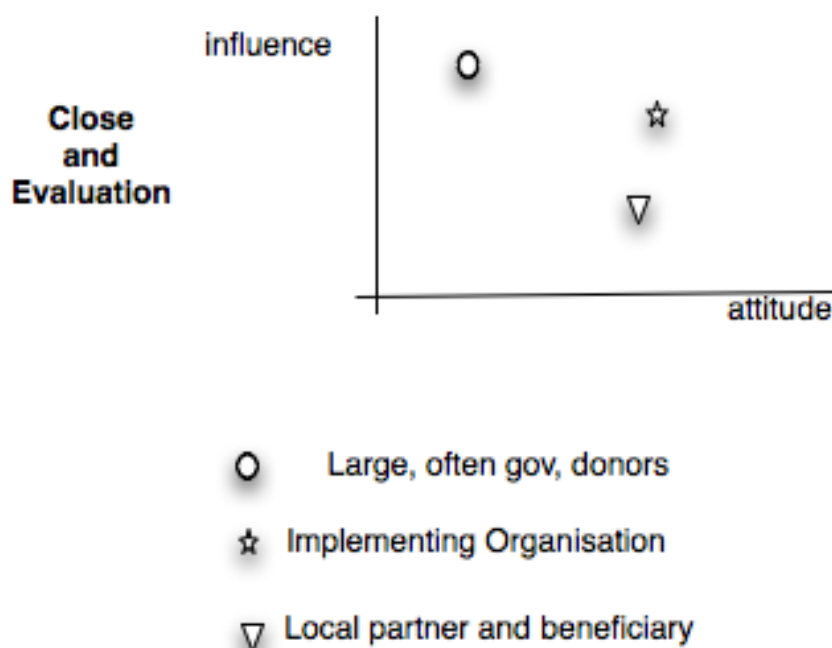 influence
Close
and
Evaluation
attitude
Large, often gov, donors
Implementing Organisation
Local partner and beneficiary